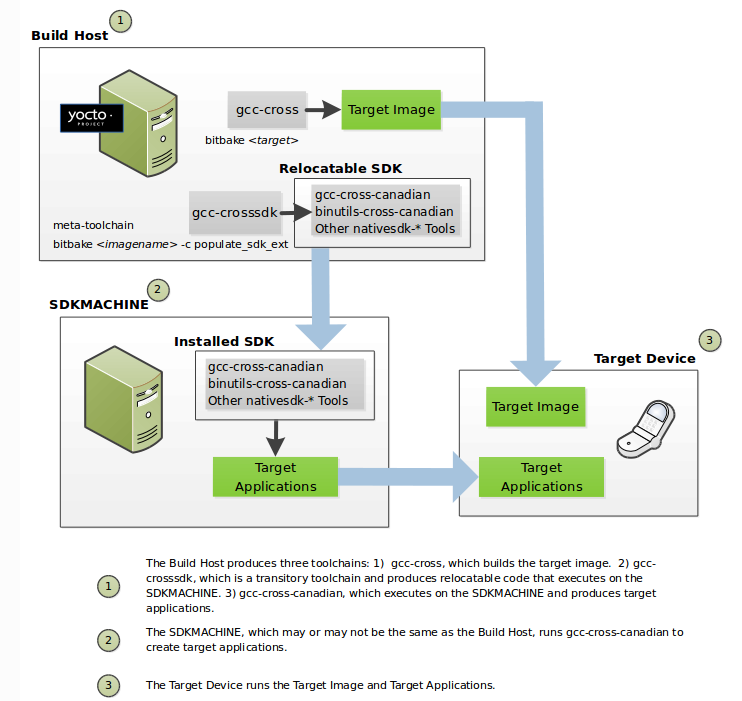 1
Build Host
yocto ·
PROJECT
gcc-cross
Target Image
bitbake <target>
Relocatable SDK
gcc-crosssdk
gcc-cross-canadian
binutils-cross-canadian
Other nativesdk-* Tools
meta-toolchain
bitbake <imagename> -c populate_sdk_ext
2
SDKMACHINE
Installed SDK
gcc-cross-canadian
binutils-cross-canadian
Other nativesdk-* Tools
Target
Applications
3
Target Device
Target Image
Target
Applications
1
The Build Host produces three toolchains: 1)  gcc-cross, which builds the target image.  2) gcc-
crosssdk, which is a transitory toolchain and produces relocatable code that executes on the
SDKMACHINE. 3) gcc-cross-canadian, which executes on the SDKMACHINE and produces target
applications.
2
The SDKMACHINE, which may or may not be the same as the Build Host, runs gcc-cross-canadian to
create target applications.
3
The Target Device runs the Target Image and Target Applications.